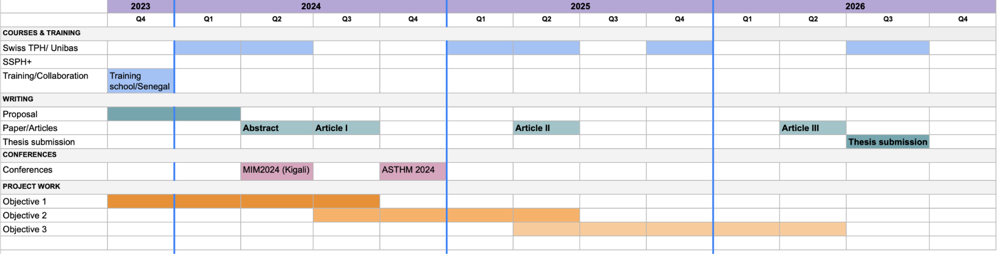 2023 2024 2025 2026
Q4 Q1 Q2 Q3 Q4 Q1 Q2 Q3 Q4 Q1 Q2 Q3 Q4
COURSES & TRAINING
Swiss TPH/ Unibas
SSPH+
Training/Collaboration Training
school/Senegal
WRITING
Proposal
Paper/Articles Abstract Article I Article II Article III
Thesis submission Thesis submission
CONFERENCES
Conferences MIM2024 (Kigali) ASTHM 2024
PROJECT WORK
Objective 1
Objective 2
Objective 3